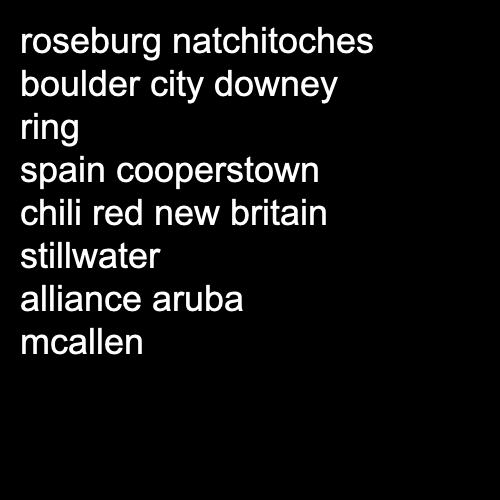 roseburg natchitoches
boulder city downey
ring
spain cooperstown
chili red new britain
stillwater
alliance aruba
mcallen